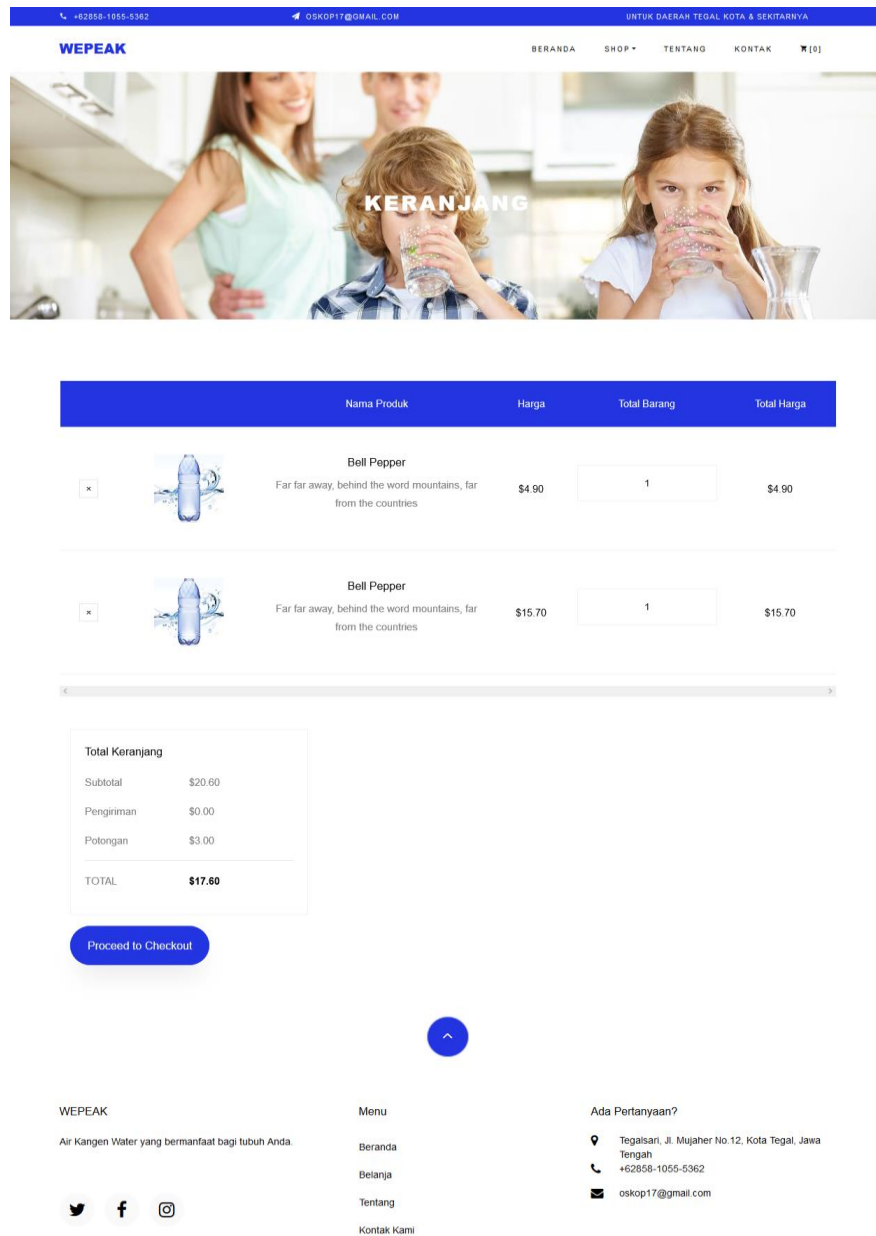 +62858-1055-5362
OSKOP17@GMAIL.COM
UNTUK DAERAH TEGAL KOTA & SEKITARNYA
WEPEAK
BERANDA
SHOP
TENTANG
KONTAK
[0]
KERANJANG
Nama Produk Harga Total Barang Total Harga
Bell Pepper
Far far away, behind the word mountains, far
from the countries
$4.90
1
$4.90
Bell Pepper
Far far away, behind the word mountains, far
from the countries
$15.70
1
$15.70
Total Keranjang
Subtotal $20.60
Pengiriman $0.00
Potongan $3.00
TOTAL $17.60
Proceed to Checkout
WEPEAK
Air Kangen Water yang bermanfaat bagi tubuh Anda.
Menu
Beranda
Belanja
Tentang
Kontak Kami
Ada Pertanyaan?
Tegalsari, Jl. Mujaher No.12, Kota Tegal, Jawa
Tengah
+62858-1055-5362
oskop17@gmail.com